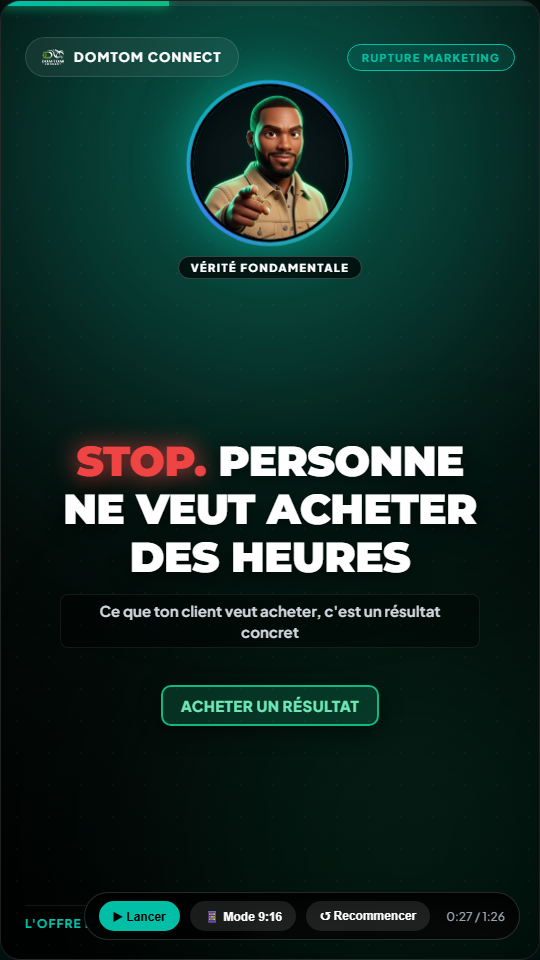 DOMTOM CONNECT
RUPTURE MARKETING
VÉRITÉ FONDAMENTALE
STOP. PERSONNE
NE VEUT ACHETER
DES HEURES
Ce que ton client veut acheter, c'est un résultat
concret
ACHETER UN RÉSULTAT
L'OFFRE
▶ Lancer
Mode 9:16
↺ Recommencer
0:27 / 1:26